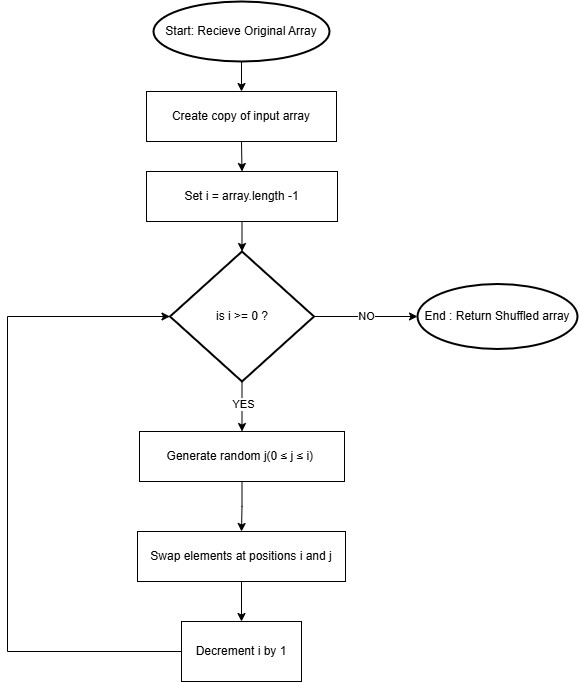 Start: Recieve Original Array
Create copy of input array
Set i = array.length -1
is i >= 0 ?
NO
End : Return Shuffled array
YES
Generate random j(0 ≤ j ≤ i)
Swap elements at positions i and j
Decrement i by 1